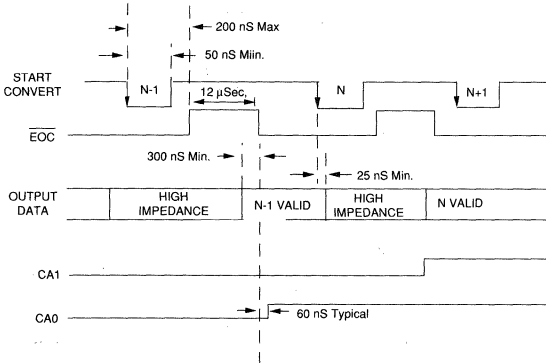 200 nS Max
50 nS Miin.
START
CONVERT
N-1
12 μSec,
N
N+1
EOC
300 nS Min.
25 nS Min.
OUTPUT
DATA
HIGH
IMPEDANCE
N-1 VALID
HIGH
IMPEDANCE
N VALID
CA1
CA0
60 nS Typical